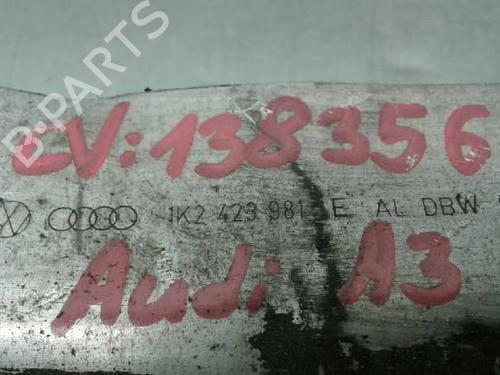 B-PARTS
CV:138356
1K2 423 981 E AL DBW
Audi A3